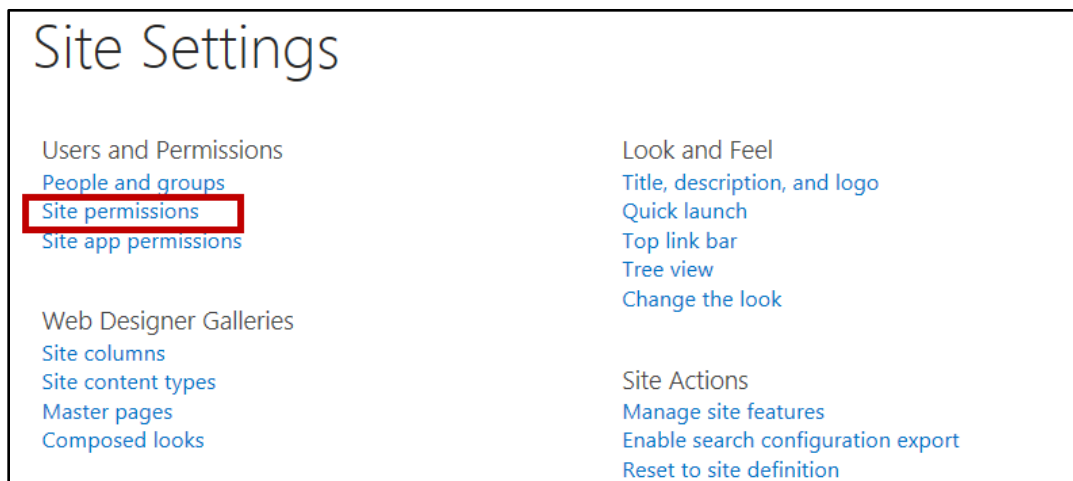 Site Settings
Users and Permissions
People and groups
Site permissions
Site app permissions
Web Designer Galleries
Site columns
Site content types
Master pages
Composed looks
Look and Feel
Title, description, and logo
Quick launch
Top link bar
Tree view
Change the look
Site Actions
Manage site features
Enable search configuration export
Reset to site definition